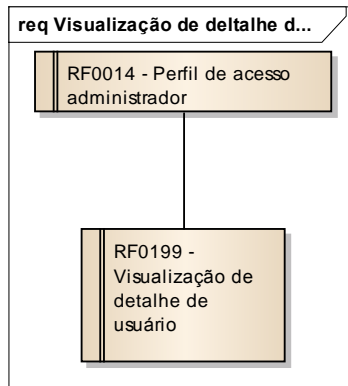 req Visualização de deltalhe d...
RF0014 - Perfil de acesso
administrador
RF0199 -
Visualização de
detalhe de
usuário